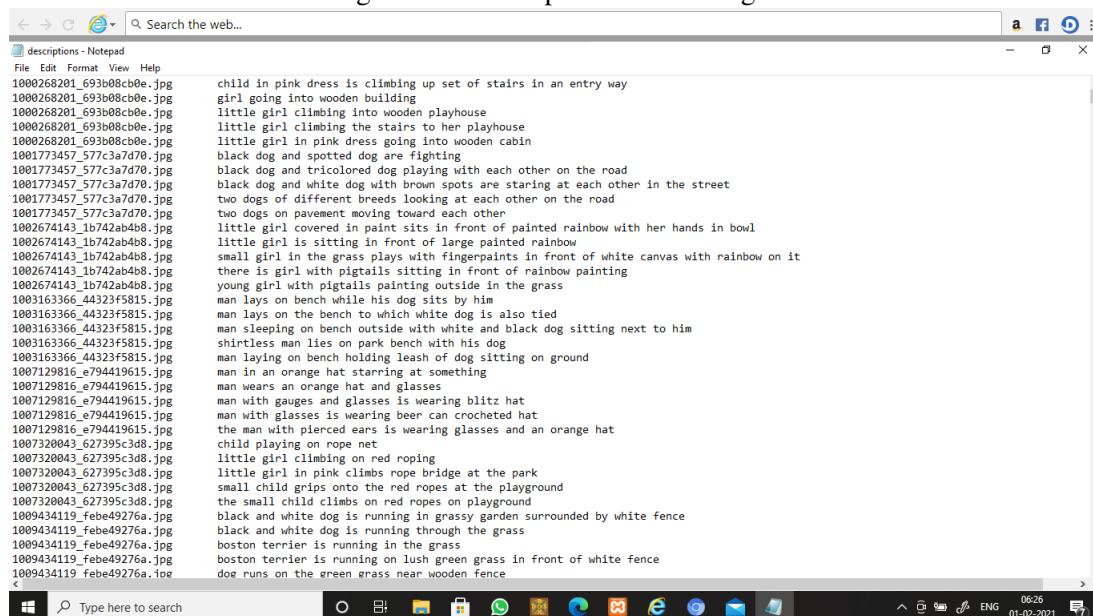 Search the web...
descriptions - Notepad
File Edit Format View Help
1000268201_693b08cb0e.jpg child in pink dress is climbing up set of stairs in an entry way
1000268201_693b08cb0e.jpg girl going into wooden building
1000268201_693b08cb0e.jpg little girl climbing into wooden playhouse
1000268201_693b08cb0e.jpg little girl climbing the stairs to her playhouse
1000268201_693b08cb0e.jpg little girl in pink dress going into wooden cabin
1001773457_577c3a7d70.jpg black dog and spotted dog are fighting
1001773457_577c3a7d70.jpg black dog and tricolored dog playing with each other on the road
1001773457_577c3a7d70.jpg black dog and white dog with brown spots are staring at each other in the street
1001773457_577c3a7d70.jpg two dogs of different breeds looking at each other on the road
1001773457_577c3a7d70.jpg two dogs on pavement moving toward each other
1002674143_1b742ab4b8.jpg little girl covered in paint sits in front of painted rainbow with her hands in bowl
1002674143_1b742ab4b8.jpg little girl is sitting in front of large painted rainbow
1002674143_1b742ab4b8.jpg small girl in the grass plays with fingerpaints in front of white canvas with rainbow on it
1002674143_1b742ab4b8.jpg there is girl with pigtails sitting in front of rainbow painting
1002674143_1b742ab4b8.jpg young girl with pigtails painting outside in the grass
1003163366_44323f5815.jpg man lays on bench while his dog sits by him
1003163366_44323f5815.jpg man lays on the bench to which white dog is also tied
1003163366_44323f5815.jpg man sleeping on bench outside with white and black dog sitting next to him
1003163366_44323f5815.jpg shirtless man lies on park bench with his dog
1003163366_44323f5815.jpg man laying on bench holding leash of dog sitting on ground
1007129816_e794419615.jpg man in an orange hat starring at something
1007129816_e794419615.jpg man wears an orange hat and glasses
1007129816_e794419615.jpg man with gauges and glasses is wearing blitz hat
1007129816_e794419615.jpg man with glasses is wearing beer can crocheted hat
1007129816_e794419615.jpg the man with pierced ears is wearing glasses and an orange hat
1007320043_627395c3d8.jpg child playing on rope net
1007320043_627395c3d8.jpg little girl climbing on red roping
1007320043_627395c3d8.jpg little girl in pink climbs rope bridge at the park
1007320043_627395c3d8.jpg small child grips onto the red ropes at the playground
1007320043_627395c3d8.jpg the small child climbs on red ropes on playground
1009434119_febe49276a.jpg black and white dog is running in grassy garden surrounded by white fence
1009434119_febe49276a.jpg black and white dog is running through the grass
1009434119_febe49276a.jpg boston terrier is running in the grass
1009434119_febe49276a.jpg boston terrier is running on lush green grass in front of white fence
1009434119_febe49276a.jpg dog runs on the green grass near wooden fence
Type here to search
ENG
06:26
01-02-2021